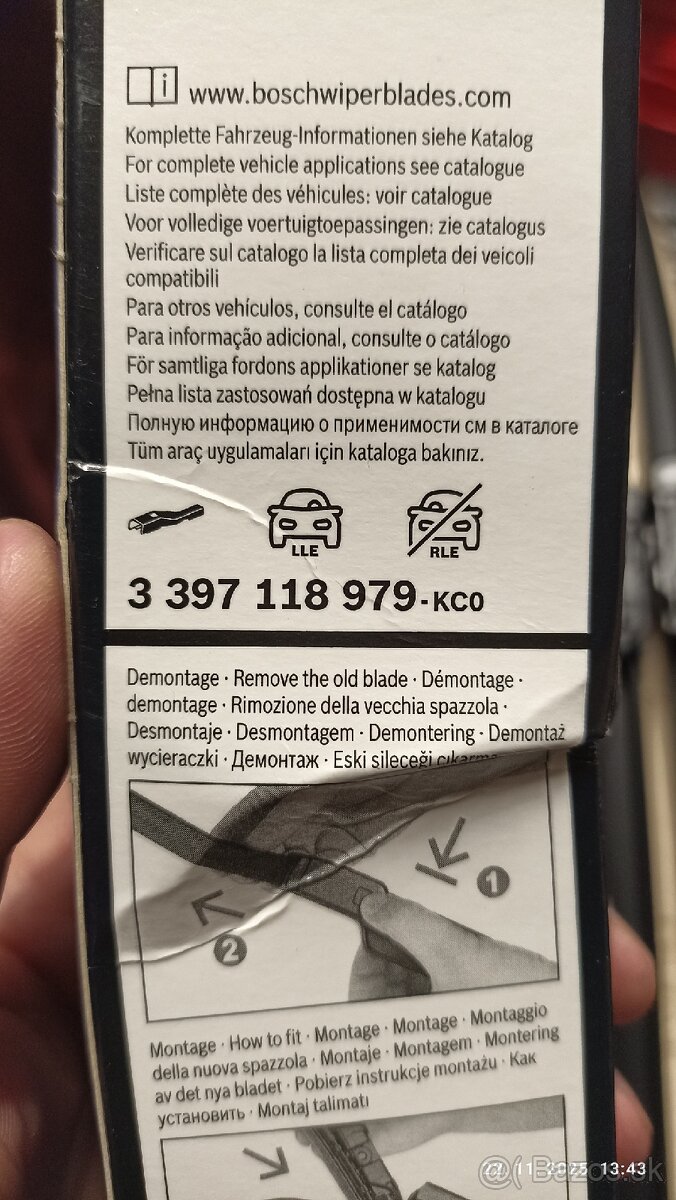 www.boschwiperblades.com
Komplette Fahrzeug-Informationen siehe Katalog
For complete vehicle applications see catalogue
Liste complète des véhicules: voir catalogue
Voor volledige voertuigtoepassingen: zie catalogus
Verificare sul catalogo la lista completa dei veicoli
compatibili
Para otros vehículos, consulte el catálogo
Para informação adicional, consulte o catálogo
För samtliga fordons applikationer se katalog
Pełna lista zastosowań dostępna w katalogu
Полную информацию о применимости см в каталоге
Tüm araç uygulamaları için kataloga bakınız.
LLE RLE
3 397 118 979-KC0
Demontage · Remove the old blade · Démontage ·
demontage · Rimozione della vecchia spazzola ·
Desmontaje · Desmontagem · Demontering · Demontaż
wycieraczki · Демонтаж · Eski sileceği çıkarma
1
2
Montage · How to fit · Montage · Montage · Montaggio
della nuova spazzola · Montaje · Montagem · Montering
av det nya bladet · Pobierz instrukcje montażu · Как
установить · Montaj talimatı
22 11 2025 13:43
@ Bazos.sk